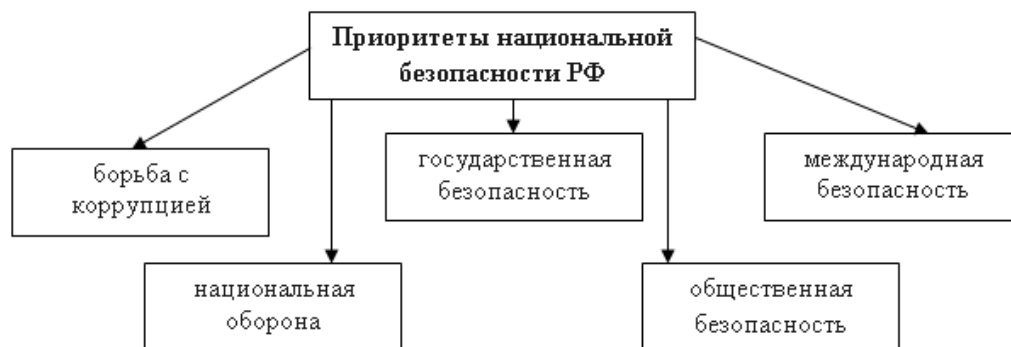 Приоритеты национальной
безопасности РФ
борьба с
коррупцией
государственная
безопасность
международная
безопасность
национальная
оборона
общественная
безопасность